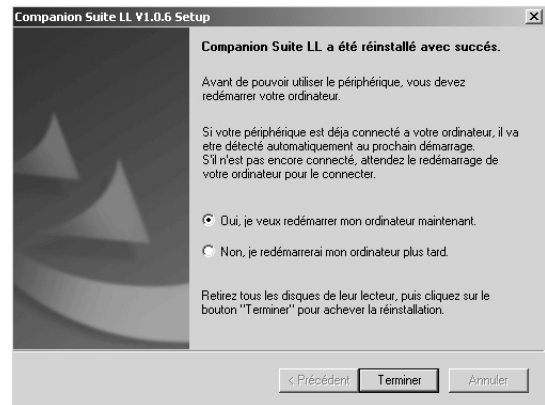 Companion Suite LL V1.0.6 Setup
Companion Suite LL a été réinstallé avec succés.
Avant de pouvoir utiliser le périphérique, vous devez
redémarrer votre ordinateur.
Si votre périphérique est déja connecté a votre ordinateur, il va
etre détecté automatiquement au prochain démarrage.
S'il n'est pas encore connecté, attendez le redémarrage de
votre ordinateur pour le connecter.
Oui, je veux redémarrer mon ordinateur maintenant.
Non, je redémarrerai mon ordinateur plus tard.
Retirez tous les disques de leur lecteur, puis cliquez sur le
bouton "Terminer" pour achever la réinstallation.
< Précédent Terminer Annuler